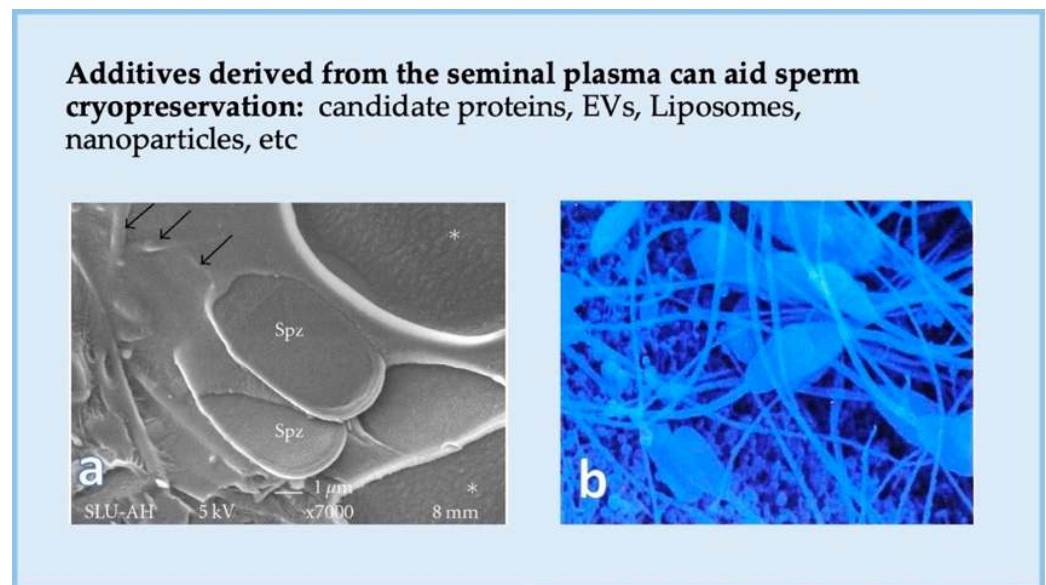 Additives derived from the seminal plasma can aid sperm
cryopreservation: candidate proteins, EVs, Liposomes,
nanoparticles, etc
*
Spz
Spz
a
1 µm
*
SLU-AH 5 kV x7000 8 mm
b